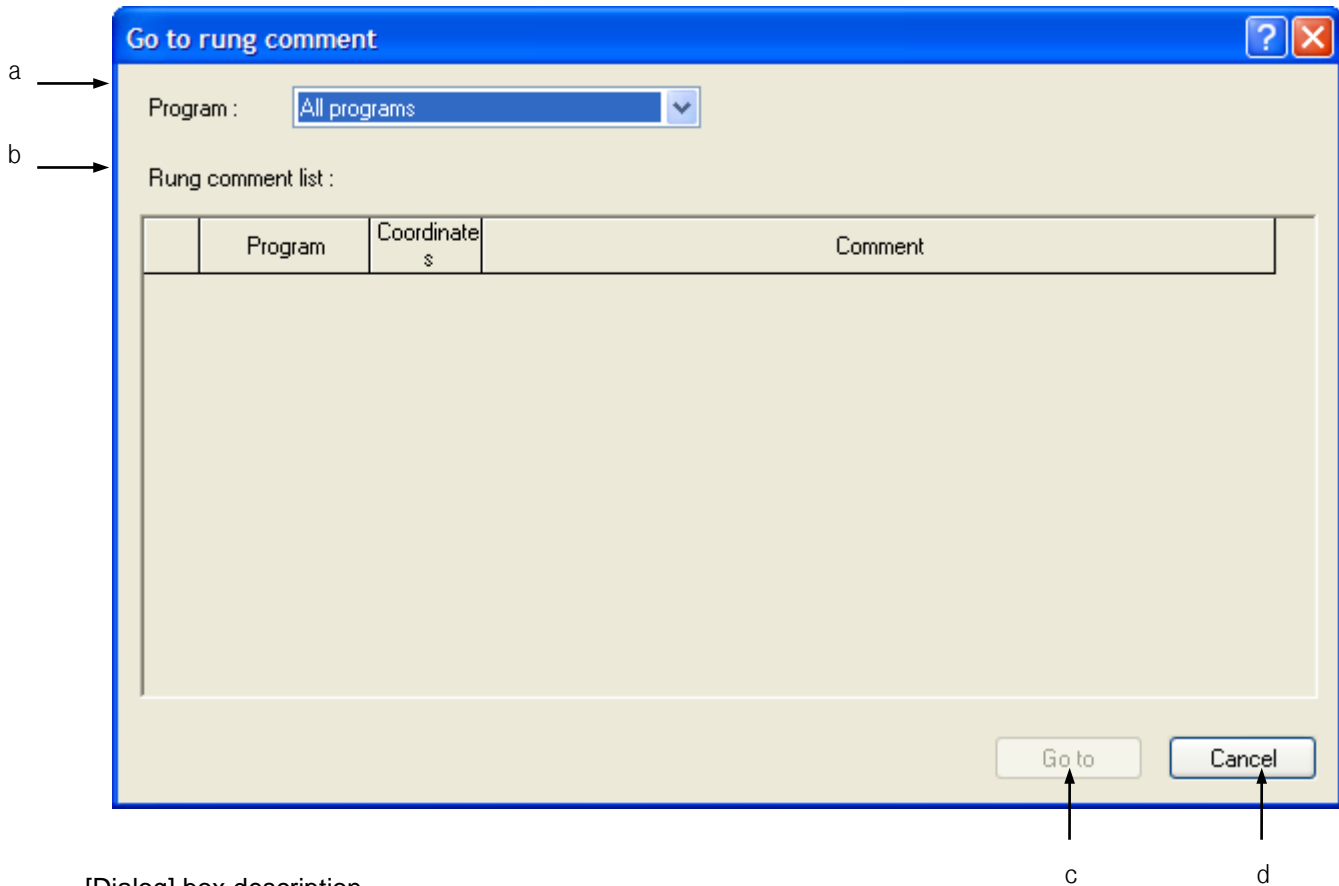 Go to rung comment
a
Program :
All programs
b
Rung comment list :
Program
Coordinate
s
Comment
Go to
Cancel
c
d
[Dialog] box description